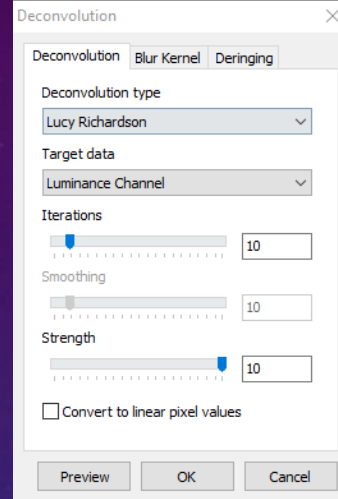 Deconvolution
Deconvolution Blur Kernel Deringing
Deconvolution type
Lucy Richardson
Target data
Luminance Channel
Iterations
10
Smoothing
10
Strength
10
Convert to linear pixel values
Preview OK Cancel